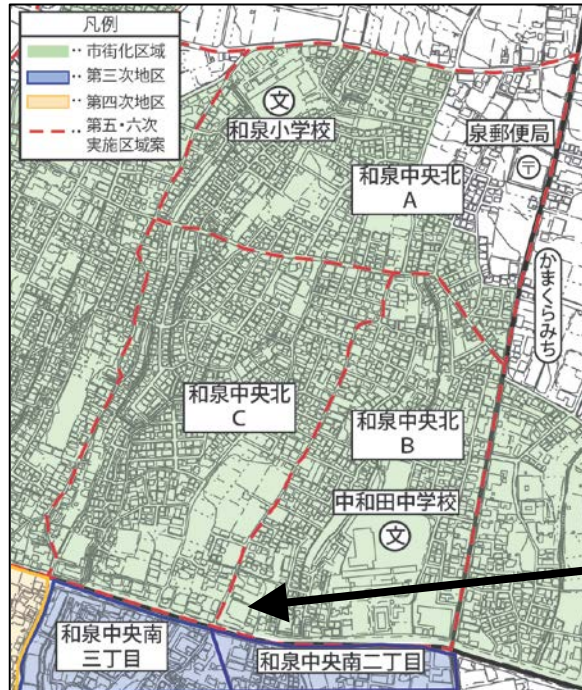 凡例
‥市街化区域
‥第三次地区
‥第四次地区
‥第五・六次
実施区域案
文
和泉小学校
泉郵便局
〒
和泉中央北
A
かまくらみち
和泉中央北
C
和泉中央北
B
中和田中学校
文
和泉中央南
三丁目
和泉中央南二丁目